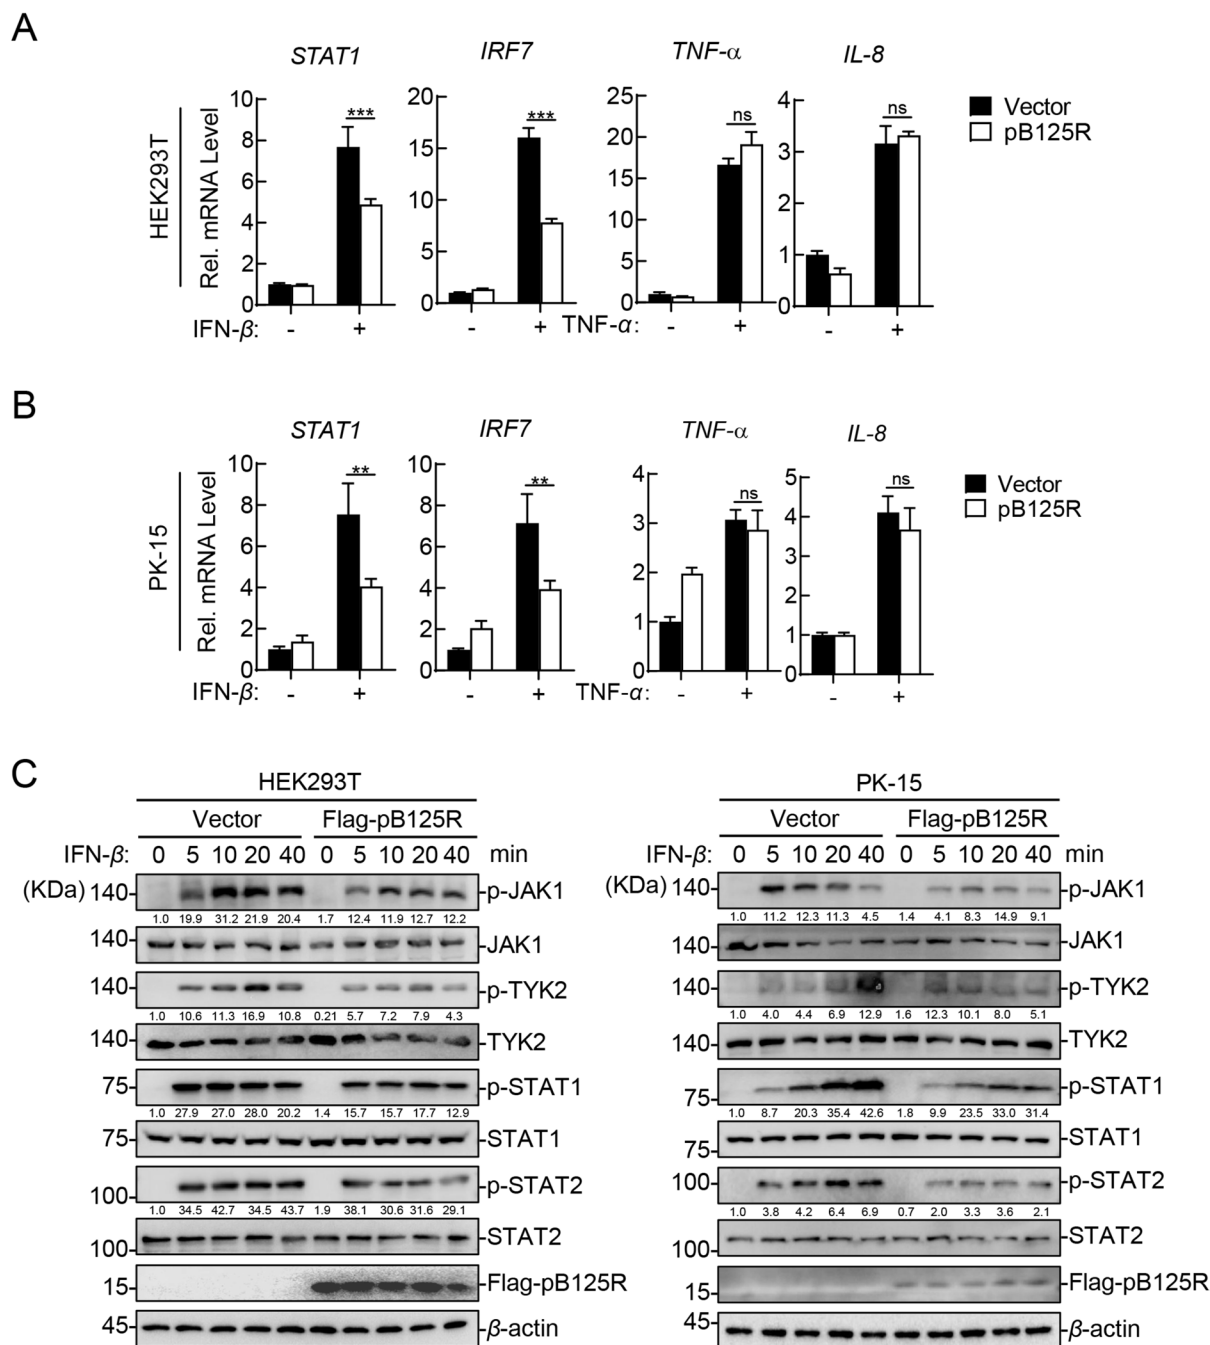 A
STAT1
IRF7
TNF-α
IL-8
HEK293T
Rel. mRNA Level
10
8
6
4
2
0
20
15
10
5
0
25
20
15
10
5
0
4
3
2
1
0
***
***
ns
ns
Vector
pB125R
IFN-β: - + - + TNF-α: - + - +
B
STAT1
IRF7
TNF-α
IL-8
PK-15
Rel. mRNA Level
10
8
6
4
2
0
10
8
6
4
2
0
4
3
2
1
0
5
4
3
2
1
0
**
**
ns
ns
Vector
pB125R
IFN-β: - + - + TNF-α: - + - +
C
HEK293T
Vector Flag-pB125R
IFN-β: 0 5 10 20 40 0 5 10 20 40 min
(KDa) 140 p-JAK1
1.0 19.9 31.2 21.9 20.4 1.7 12.4 11.9 12.7 12.2
140 JAK1
140 p-TYK2
1.0 10.6 11.3 16.9 10.8 0.21 5.7 7.2 7.9 4.3
140 TYK2
75 p-STAT1
1.0 27.9 27.0 28.0 20.2 1.4 15.7 15.7 17.7 12.9
75 STAT1
100 p-STAT2
1.0 34.5 42.7 34.5 43.7 1.9 38.1 30.6 31.6 29.1
100 STAT2
15 Flag-pB125R
45 β-actin
PK-15
Vector Flag-pB125R
IFN-β: 0 5 10 20 40 0 5 10 20 40 min
(KDa) 140 p-JAK1
1.0 11.2 12.3 11.3 4.5 1.4 4.1 8.3 14.9 9.1
140 JAK1
140 p-TYK2
1.0 4.0 4.4 6.9 12.9 1.6 12.3 10.1 8.0 5.1
140 TYK2
75 p-STAT1
1.0 8.7 20.3 35.4 42.6 1.8 9.9 23.5 33.0 31.4
75 STAT1
100 p-STAT2
1.0 3.8 4.2 6.4 6.9 0.7 2.0 3.3 3.6 2.1
100 STAT2
15 Flag-pB125R
45 β-actin